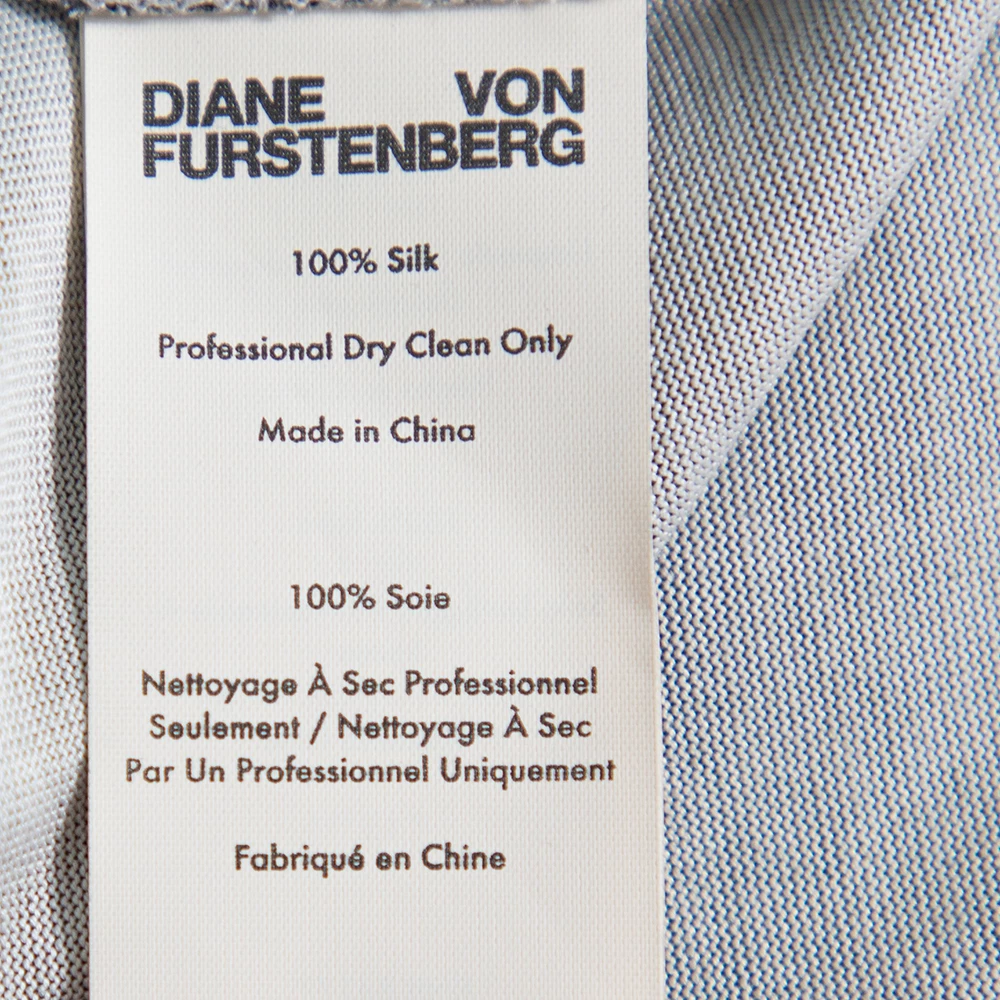 DIANE VON
FURSTENBERG
100% Silk
Professional Dry Clean Only
Made in China
100% Soie
Nettoyage À Sec Professionnel
Seulement / Nettoyage À Sec
Par Un Professionnel Uniquement
Fabriqué en Chine